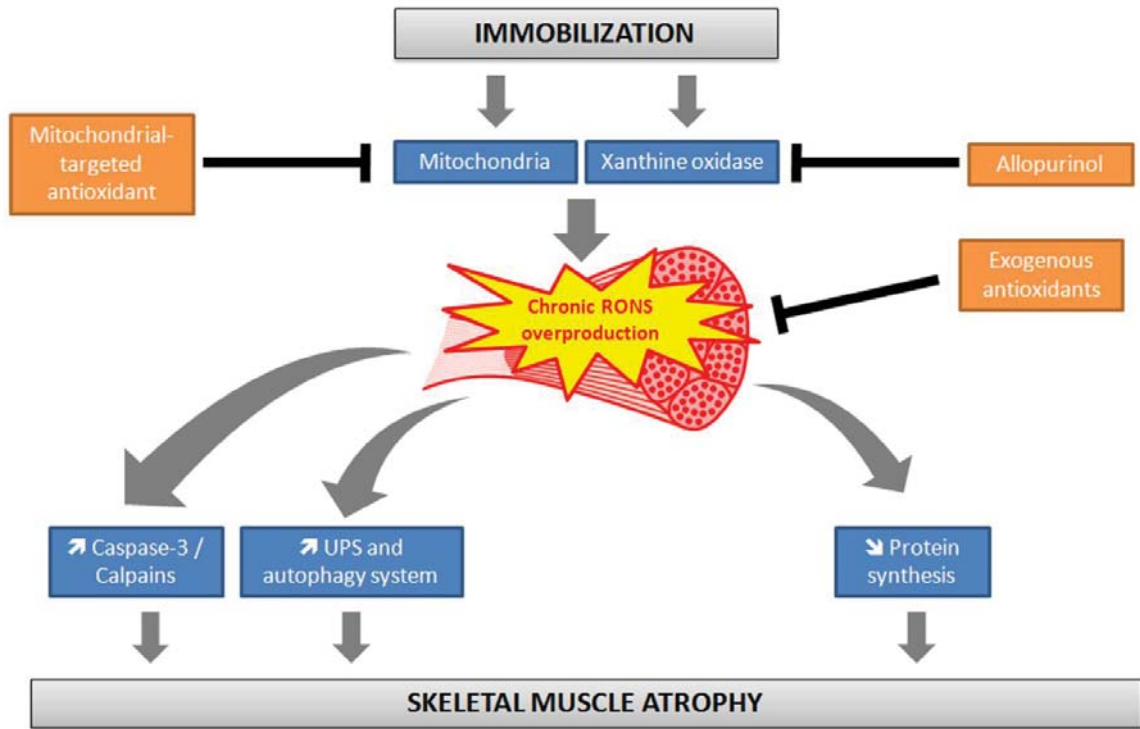 IMMOBILIZATION
Mitochondrial-
targeted
antioxidant
Mitochondria
Xanthine oxidase
Allopurinol
Exogenous
antioxidants
Chronic RONS
overproduction
↗ Caspase-3 /
Calpains
↗ UPS and
autophagy system
↘ Protein
synthesis
SKELETAL MUSCLE ATROPHY